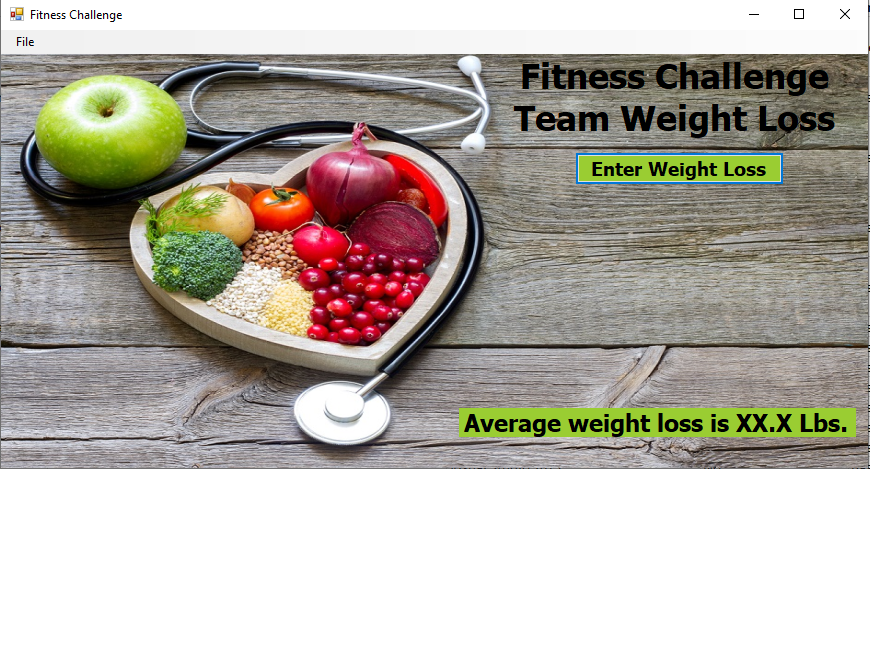 Fitness Challenge
File
Fitness Challenge
Team Weight Loss
Enter Weight Loss
Average weight loss is XX.X Lbs.